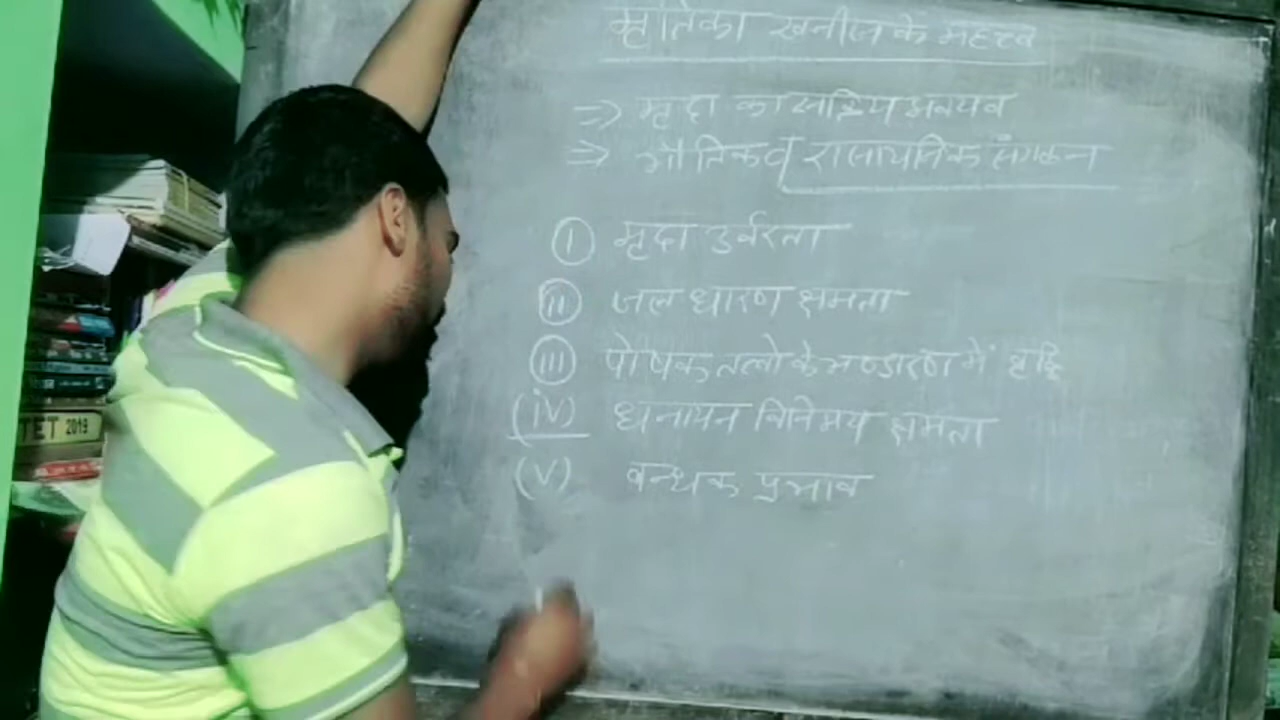 मृतिका खनीज के महत्व
⇒ मृदा का सक्रिय अवयव
⇒ भौतिक व रासायनिक संगठन
(I) मृदा उर्वरता
(II) जल धारण क्षमता
(III) पोषक तत्वो के भण्डारण में वृद्धि
(iv) धनायन विनिमय क्षमता
(V) बन्धक प्रभाव
TET 2019